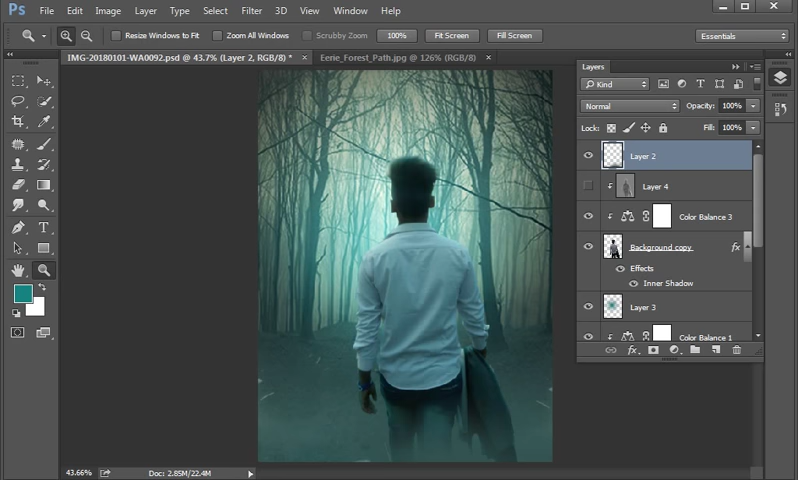 Ps File Edit Image Layer Type Select Filter 3D View Window Help
Resize Windows to Fit Zoom All Windows Scrubby Zoom 100% Fit Screen Fill Screen Essentials
IMG-20180101-WA0092.psd @ 43.7% (Layer 2, RGB/8) * × Eerie_Forest_Path.jpg @ 126% (RGB/8) ×
Layers
Kind
Normal Opacity: 100%
Lock: Fill: 100%
Layer 2
Layer 4
Color Balance 3
Background copy fx
Effects
Inner Shadow
Layer 3
Color Balance 1
fx
43.66% Doc: 2.85M/22.4M